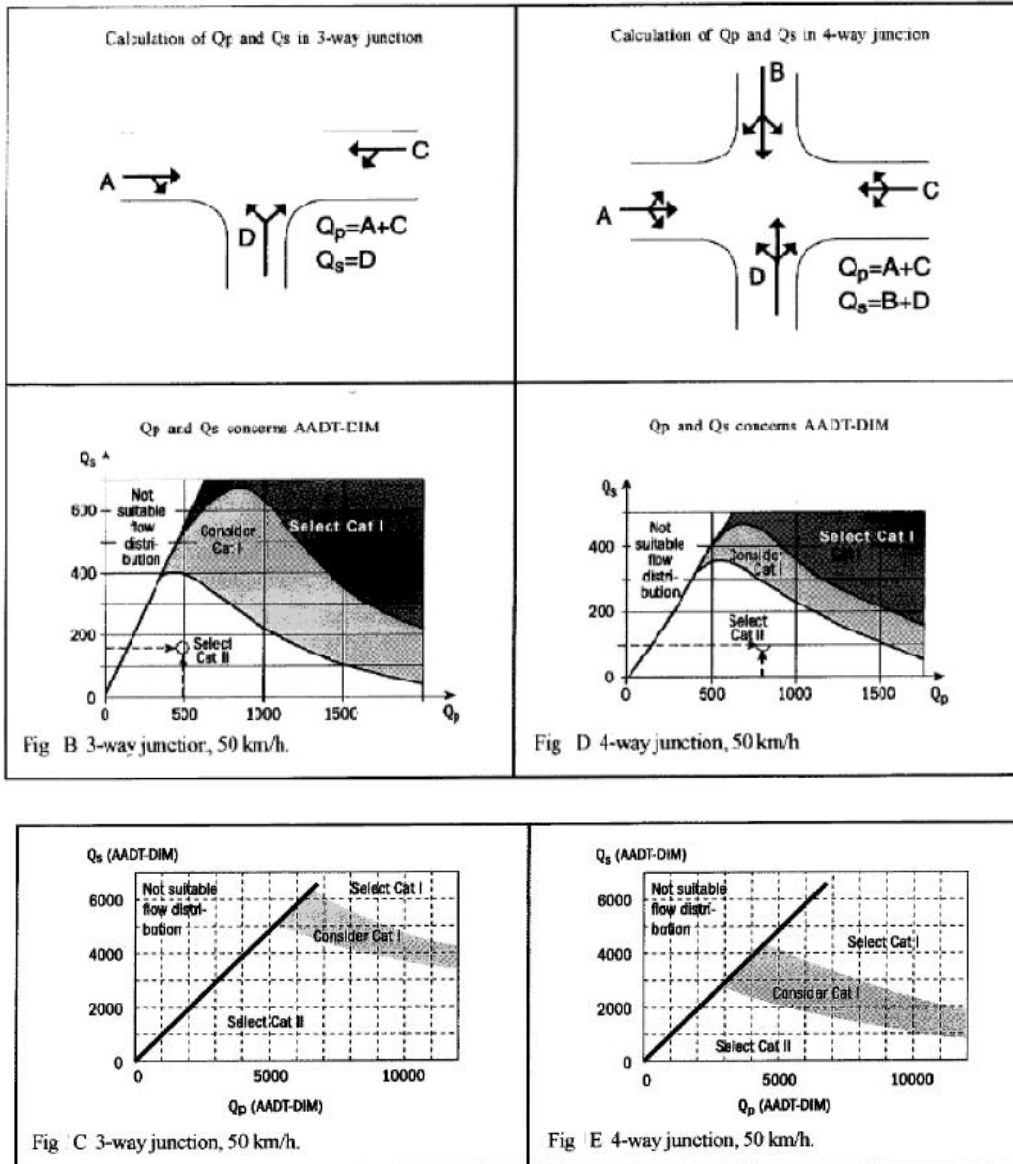 Calculation of Qp and Qs in 3-way junction
A
C
D
Qp=A+C
Qs=D
Calculation of Qp and Qs in 4-way junction
B
A
C
D
Qp=A+C
Qs=B+D
Qp and Qs concerns AADT-DIM
Qs
Not
suitable
flow
distri-
bution
Consider
Cat I
Select Cat I
Select
Cat II
600
400
200
0
0 500 1000 1500 Qp
Fig B 3-way junction, 50 km/h.
Qp and Qs concerns AADT-DIM
Qs
Not
suitable
flow
distri-
bution
Consider
Cat I
Select Cat I
Select
Cat II
400
200
0
0 500 1000 1500 Qp
Fig D 4-way junction, 50 km/h
Qs (AADT-DIM)
Not suitable
flow distri-
bution
Select Cat I
Consider Cat I
Select Cat II
6000
4000
2000
0
0 5000 10000
Qp (AADT-DIM)
Fig C 3-way junction, 50 km/h.
Qs (AADT-DIM)
Not suitable
flow distri-
bution
Select Cat I
Consider Cat I
Select Cat II
6000
4000
2000
0
0 5000 10000
Qp (AADT-DIM)
Fig E 4-way junction, 50 km/h.